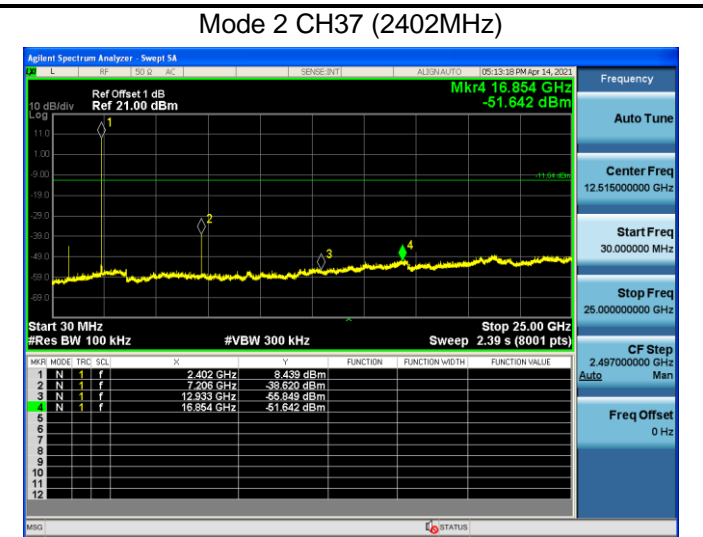 Mode 2 CH37 (2402MHz)
Agilent Spectrum Analyzer - Swept SA
L RF 50 Ω AC SENSE:INT ALIGNAUTO 05:13:18 PM Apr 14, 2021
Frequency
Mkr4 16.854 GHz
-51.642 dBm
Ref Offset 1 dB
10 dB/div Ref 21.00 dBm
Log
11.0
1.00
-9.00
-19.0
-29.0
-39.0
-49.0
-59.0
-69.0
1
2
3
4
-11.54 dBm
Start 30 MHz Stop 25.00 GHz
#Res BW 100 kHz #VBW 300 kHz Sweep 2.39 s (8001 pts)
MKR MODE TRC SCL X Y FUNCTION FUNCTION WIDTH FUNCTION VALUE
1 N 1 f 2.402 GHz 8.439 dBm
2 N 1 f 7.206 GHz -38.620 dBm
3 N 1 f 12.933 GHz -55.849 dBm
4 N 1 f 16.854 GHz -51.642 dBm
5
6
7
8
9
10
11
12
MSG STATUS
Auto Tune
Center Freq
12.515000000 GHz
Start Freq
30.000000 MHz
Stop Freq
25.000000000 GHz
CF Step
2.497000000 GHz
Auto Man
Freq Offset
0 Hz